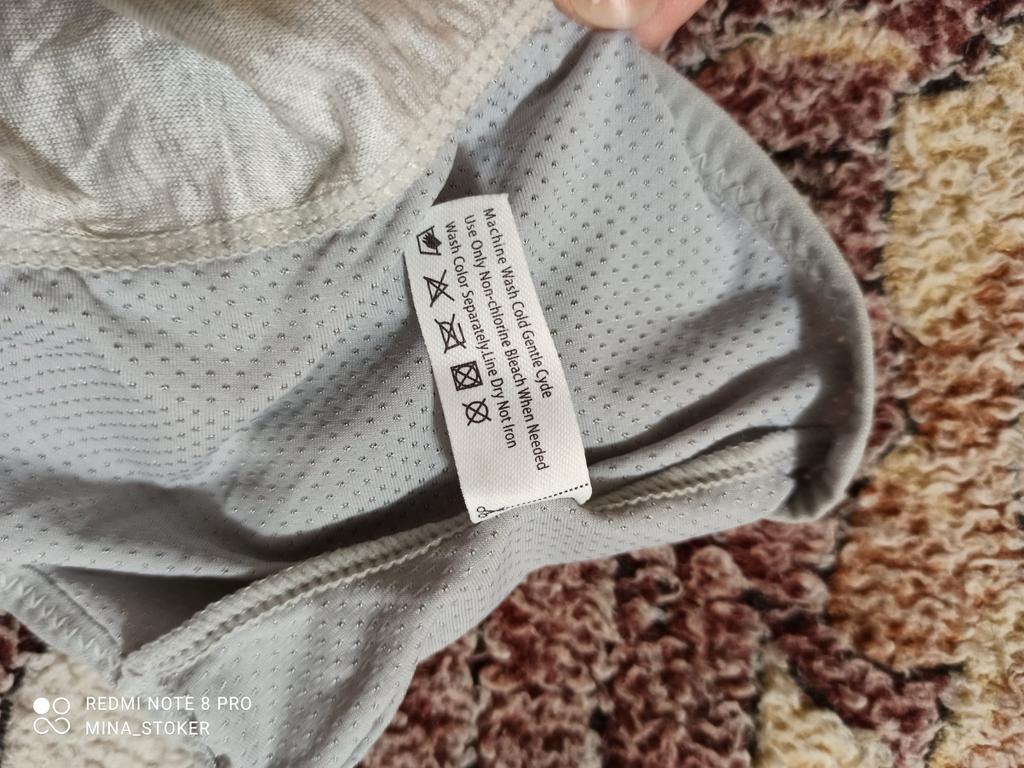 Machine Wash Cold Gentle Cyde
Use Only Non-chlorine Bleach When Needed
Wash Color Separately.Line Dry Not Iron
REDMI NOTE 8 PRO
MINA_STOKER